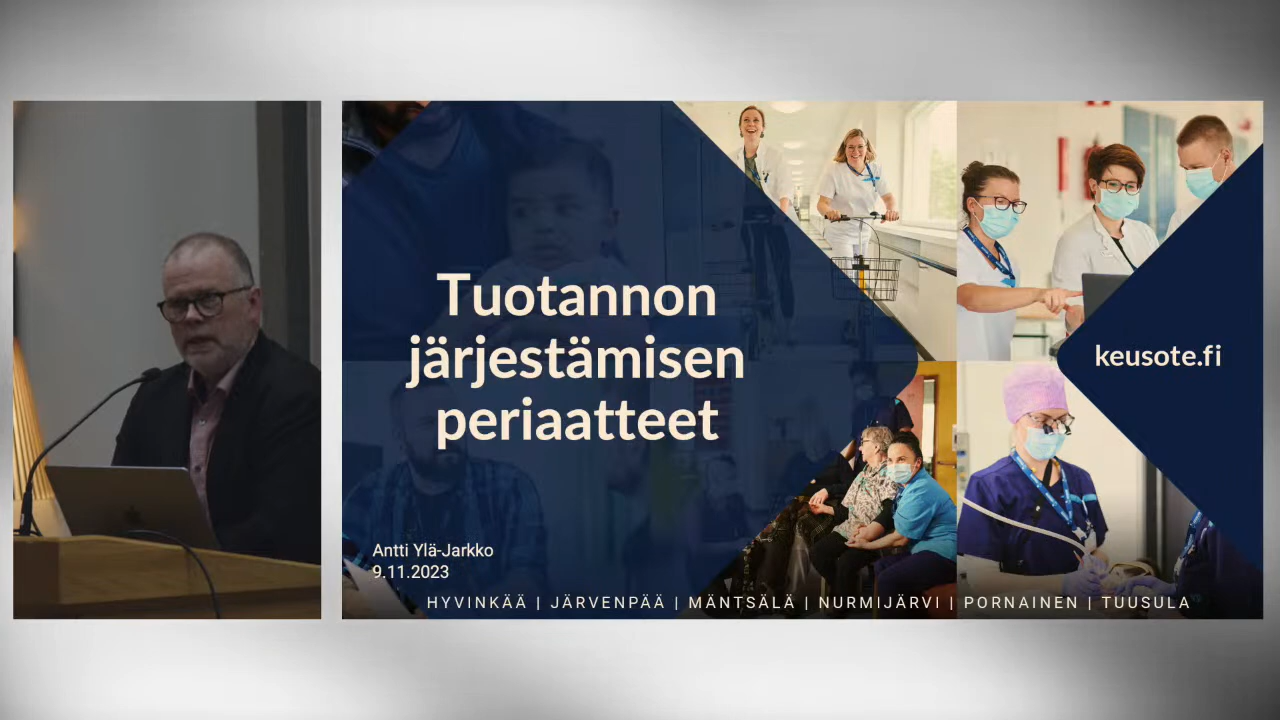 Tuotannon
järjestämisen
periaatteet
keusote.fi
Antti Ylä-Jarkko
9.11.2023
HYVINKÄÄ | JÄRVENPÄÄ | MÄNTSÄLÄ | NURMIJÄRVI | PORNAINEN | TUUSULA